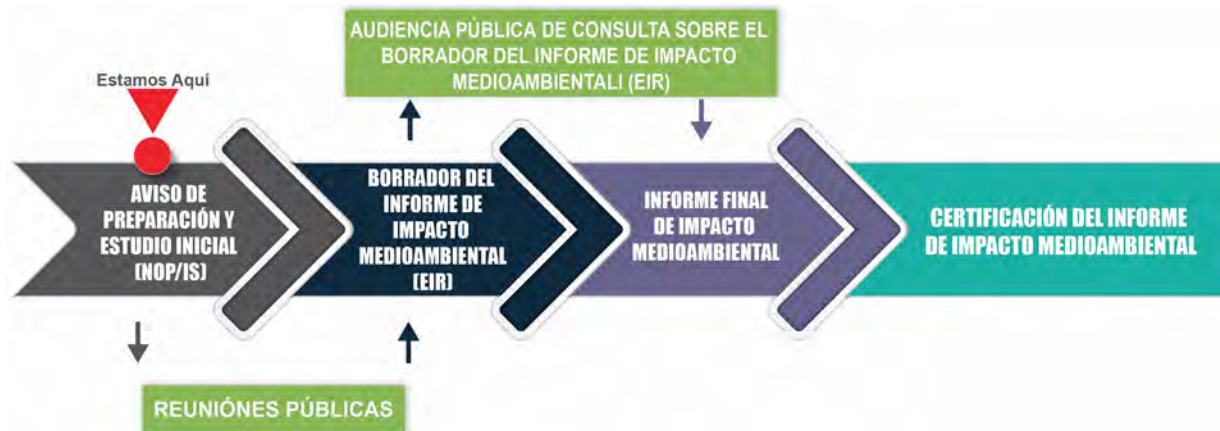 AUDIENCIA PÙBLICA DE CONSULTA SOBRE EL
BORRADOR DEL INFORME DE IMPACTO
MEDIOAMBIENTALI (EIR)
Estamos Aquí
AVISO DE
PREPARACIÓN Y
ESTUDIO INICIAL
(NOP/IS)
BORRADOR DEL
INFORME DE
IMPACTO
MEDIOAMBIENTAL
(EIR)
INFORME FINAL
DE IMPACTO
MEDIOAMBIENTAL
CERTIFICACIÓN DEL INFORME
DE IMPACTO MEDIOAMBIENTAL
REUNIÓNES PÚBLICAS